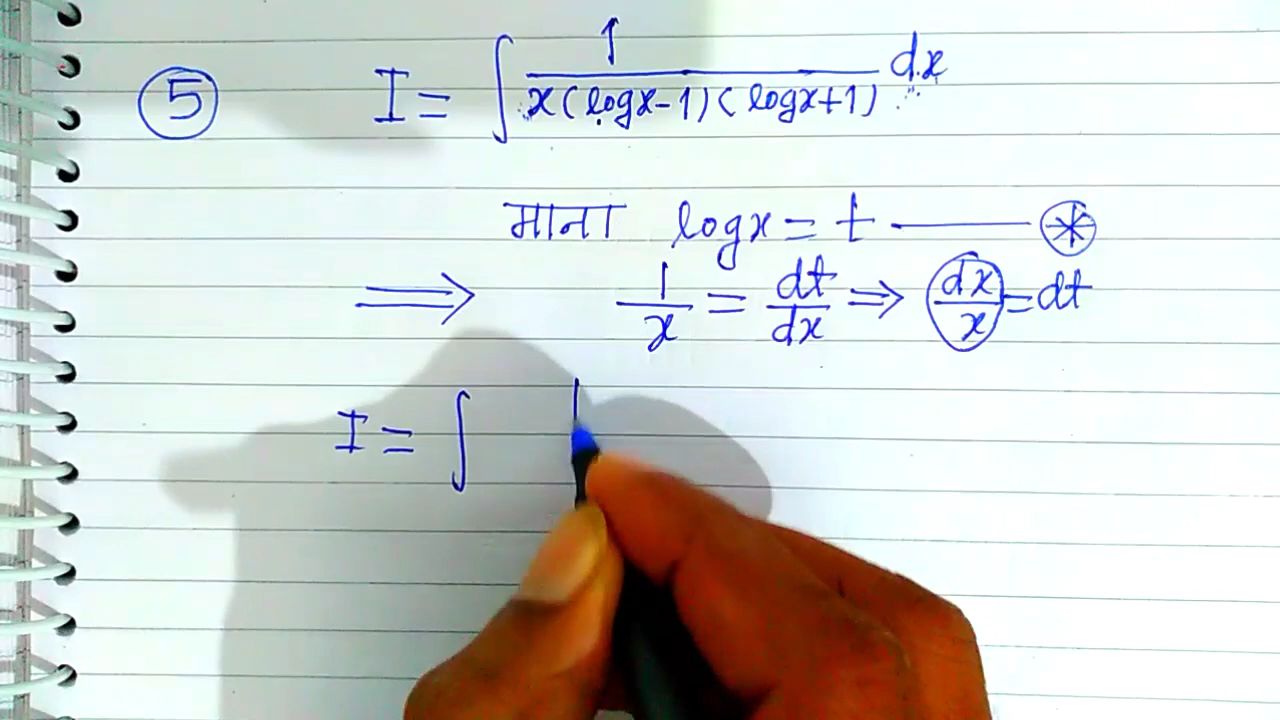 5 I = ∫ 1/(x(logx-1)(logx+1)) dx
माना logx = t ——— *
⟹ 1/x = dt/dx ⇒ dx/x = dt
I = ∫ 1